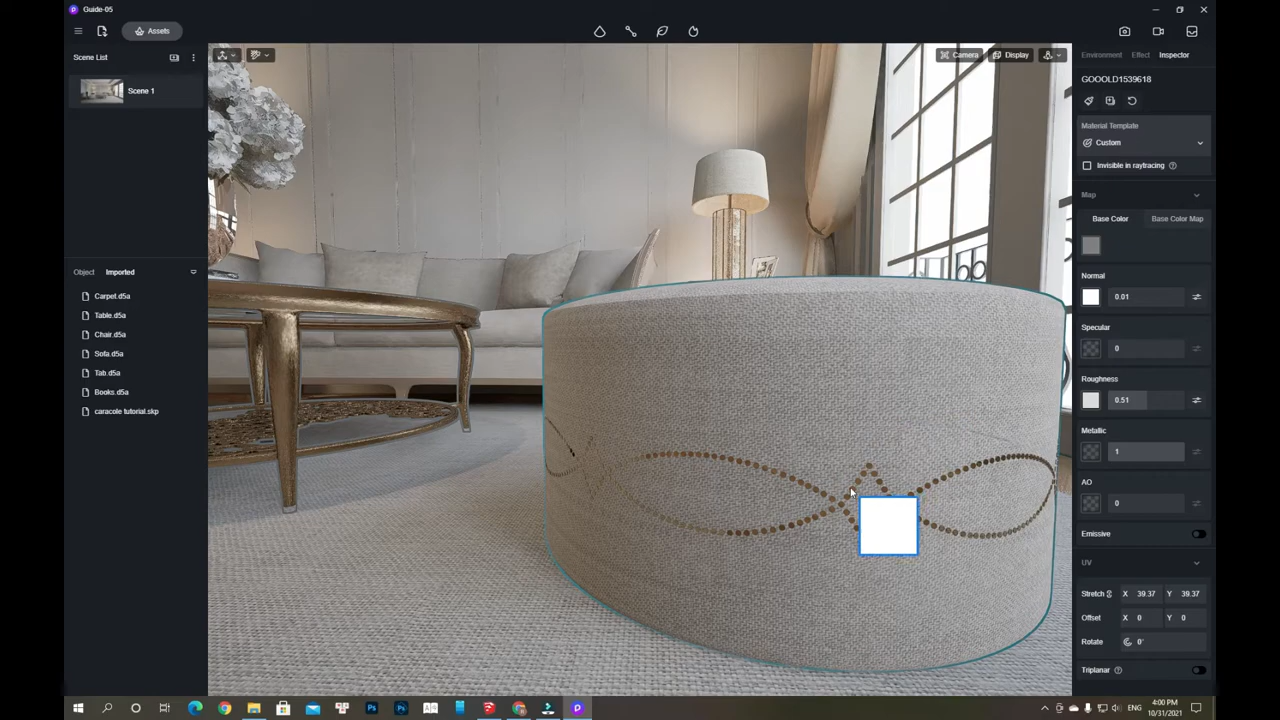 Guide-05
Assets
Scene List
Scene 1
Camera
Display
Environment
Effect
Inspector
GOOOLD1539618
Material Template
Custom
Invisible in raytracing
Map
Base Color
Base Color Map
Normal
0.01
Specular
0
Roughness
0.51
Metallic
1
AO
0
Emissive
UV
Stretch X 39.37 Y 39.37
Offset X 0 Y 0
Rotate 0°
Triplanar
Object
Imported
Carpet.d5a
Table.d5a
Chair.d5a
Sofa.d5a
Tab.d5a
Books.d5a
caracole tutorial.skp
ENG
4:00 PM
10/31/2021